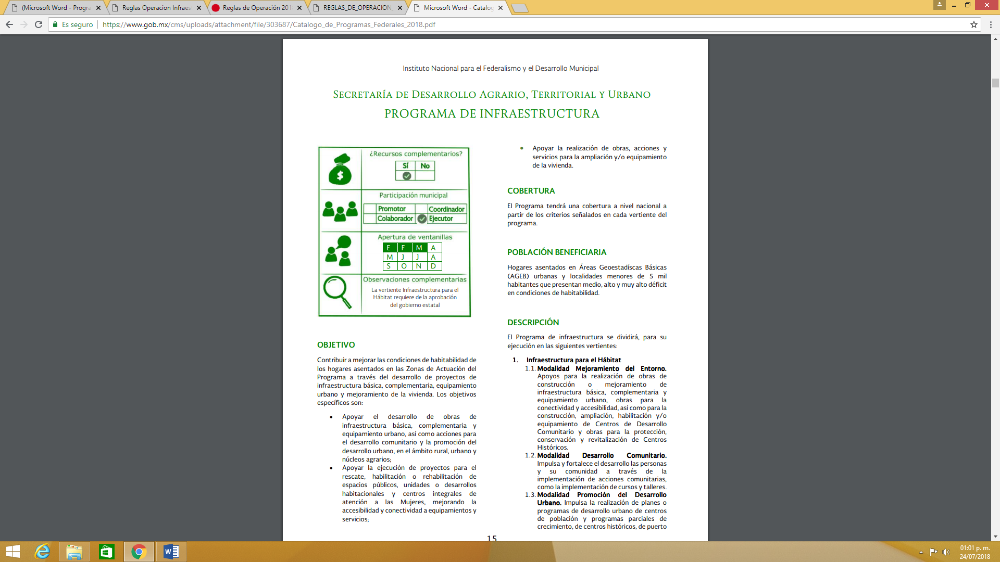 (Microsoft Word - Progra
Reglas Operacion Infraes
Reglas de Operación 201
REGLAS_DE_OPERACION_
Microsoft Word - Catalog
Es seguro
https://www.gob.mx/cms/uploads/attachment/file/303687/Catalogo_de_Programas_Federales_2018.pdf
Instituto Nacional para el Federalismo y el Desarrollo Municipal
Secretaría de Desarrollo Agrario, Territorial y Urbano
PROGRAMA DE INFRAESTRUCTURA
¿Recursos complementarios?
Sí No
$
Participación municipal
Promotor Coordinador
Colaborador Ejecutor
Apertura de ventanillas
E F M A
M J J A
S O N D
Observaciones complementarias
La vertiente Infraestructura para el
Hábitat requiere de la aprobación
del gobierno estatal
OBJETIVO
Contribuir a mejorar las condiciones de habitabilidad de
los hogares asentados en las Zonas de Actuación del
Programa a través del desarrollo de proyectos de
infraestructura básica, complementaria, equipamiento
urbano y mejoramiento de la vivienda. Los objetivos
específicos son:
• Apoyar el desarrollo de obras de
infraestructura básica, complementaria y
equipamiento urbano, así como acciones para
el desarrollo comunitario y la promoción del
desarrollo urbano, en el ámbito rural, urbano y
núcleos agrarios;
• Apoyar la ejecución de proyectos para el
rescate, habilitación o rehabilitación de
espacios públicos, unidades o desarrollos
habitacionales y centros integrales de
atención a las Mujeres, mejorando la
accesibilidad y conectividad a equipamientos y
servicios;
• Apoyar la realización de obras, acciones y
servicios para la ampliación y/o equipamiento
de la vivienda.
COBERTURA
El Programa tendrá una cobertura a nivel nacional a
partir de los criterios señalados en cada vertiente del
programa.
POBLACIÓN BENEFICIARIA
Hogares asentados en Áreas Geoestadíscas Básicas
(AGEB) urbanas y localidades menores de 5 mil
habitantes que presentan medio, alto y muy alto déficit
en condiciones de habitabilidad.
DESCRIPCIÓN
El Programa de infraestructura se dividirá, para su
ejecución en las siguientes vertientes:
1. Infraestructura para el Hábitat
1.1. Modalidad Mejoramiento del Entorno.
Apoyos para la realización de obras de
construcción o mejoramiento de
infraestructura básica, complementaria y
equipamiento urbano, obras para la
conectividad y accesibilidad, así como para la
construcción, ampliación, habilitación y/o
equipamiento de Centros de Desarrollo
Comunitario y obras para la protección,
conservación y revitalización de Centros
Históricos.
1.2. Modalidad Desarrollo Comunitario.
Impulsa y fortalece el desarrollo las personas
y su comunidad a través de la
implementación de acciones comunitarias,
como la implementación de cursos y talleres.
1.3. Modalidad Promoción del Desarrollo
Urbano. Impulsa la realización de planes o
programas de desarrollo urbano de centros
de población y programas parciales de
crecimiento, de centros históricos, de puerto
15
01:01 p. m.
24/07/2018